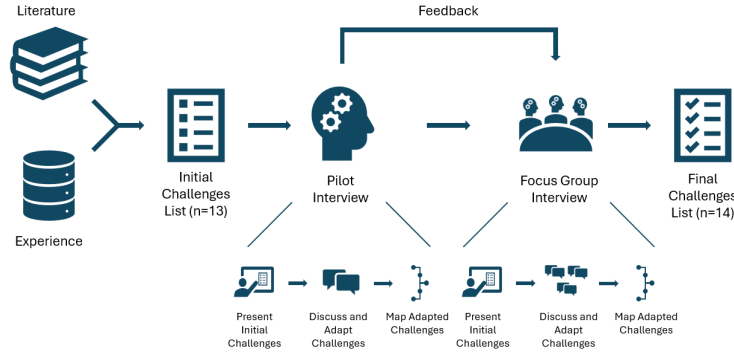 Literature
Feedback
Experience
Initial
Challenges
List (n=13)
Pilot
Interview
Focus Group
Interview
Final
Challenges
List (n=14)
Present
Initial
Challenges
Discuss and
Adapt
Challenges
Map Adapted
Challenges
Present
Initial
Challenges
Discuss and
Adapt
Challenges
Map Adapted
Challenges